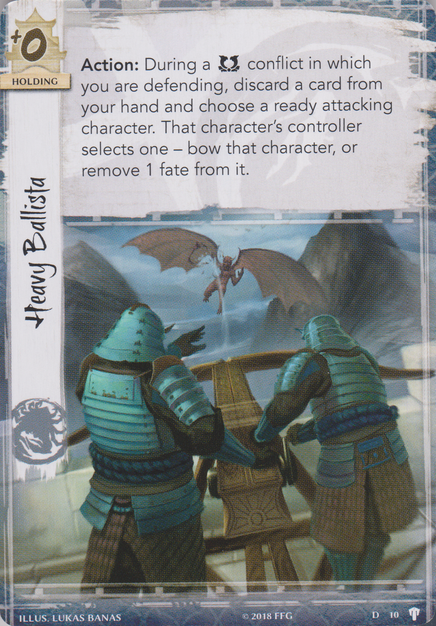 +0
HOLDING
Action: During a conflict in which
you are defending, discard a card from
your hand and choose a ready attacking
character. That character's controller
selects one – bow that character, or
remove 1 fate from it.
Heavy Ballista
ILLUS. LUKAS BANAS
© 2018 FFG
D 10